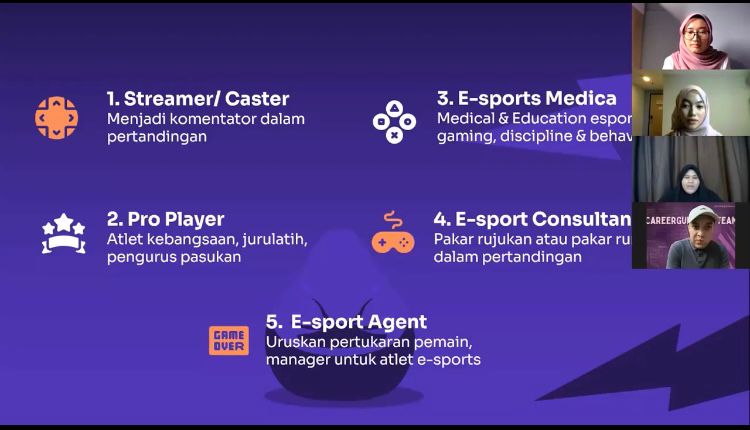 1. Streamer/ Caster
Menjadi komentator dalam
pertandingan
2. Pro Player
Atlet kebangsaan, jurulatih,
pengurus pasukan
3. E-sports Medica
Medical & Education espor
gaming, discipline & behav
4. E-sport Consultan
Pakar rujukan atau pakar ru
dalam pertandingan
GAME
OVER
5. E-sport Agent
Uruskan pertukaran pemain,
manager untuk atlet e-sports